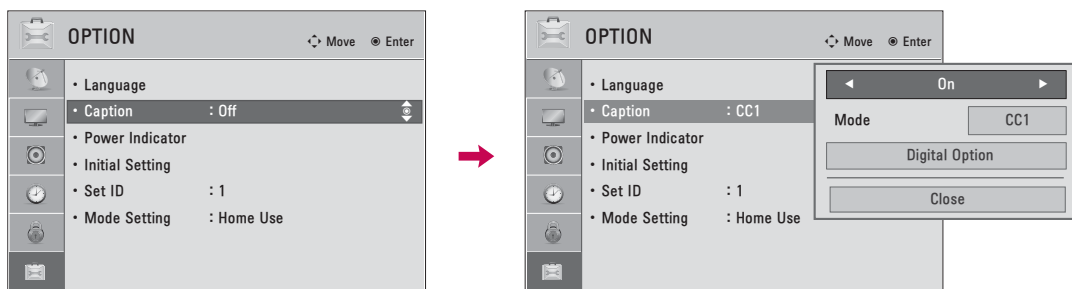 OPTION
Move Enter
• Language
• Caption : Off
• Power Indicator
• Initial Setting
• Set ID : 1
• Mode Setting : Home Use
OPTION
Move Enter
• Language
• Caption : CC1
• Power Indicator
• Initial Setting
• Set ID : 1
• Mode Setting : Home Use
◀ On ▶
Mode CC1
Digital Option
Close